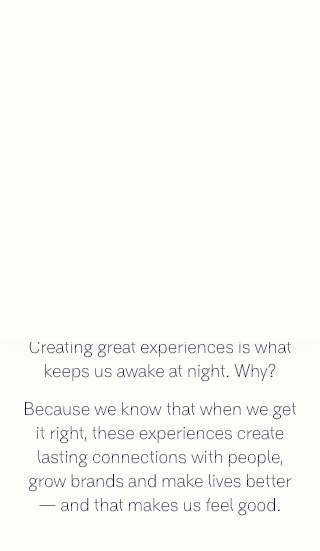 Creating great experiences is what
keeps us awake at night. Why?
Because we know that when we get
it right, these experiences create
lasting connections with people,
grow brands and make lives better
— and that makes us feel good.